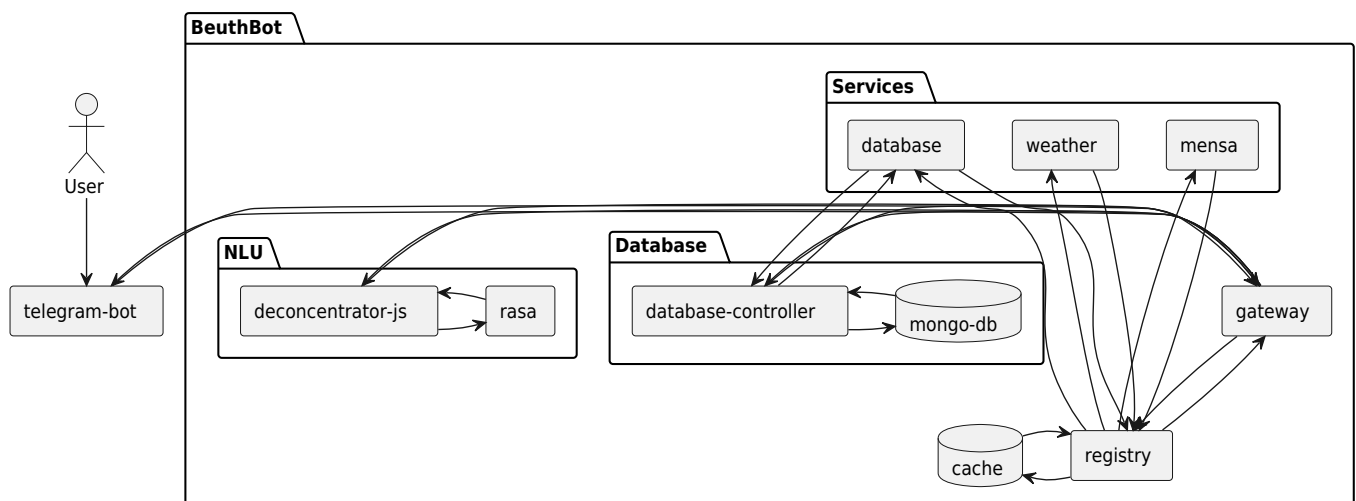 BeuthBot
Services
database
weather
mensa
User
NLU
Database
telegram-bot
deconcentrator-js
rasa
database-controller
mongo-db
gateway
cache
registry